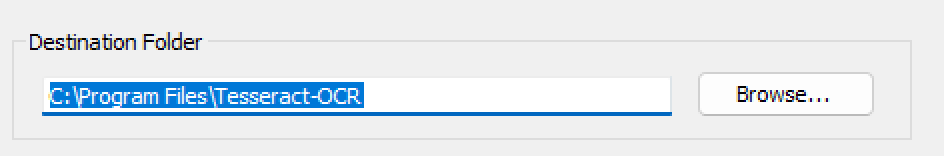 Destination Folder
C:\Program Files\Tesseract-OCR
Browse...